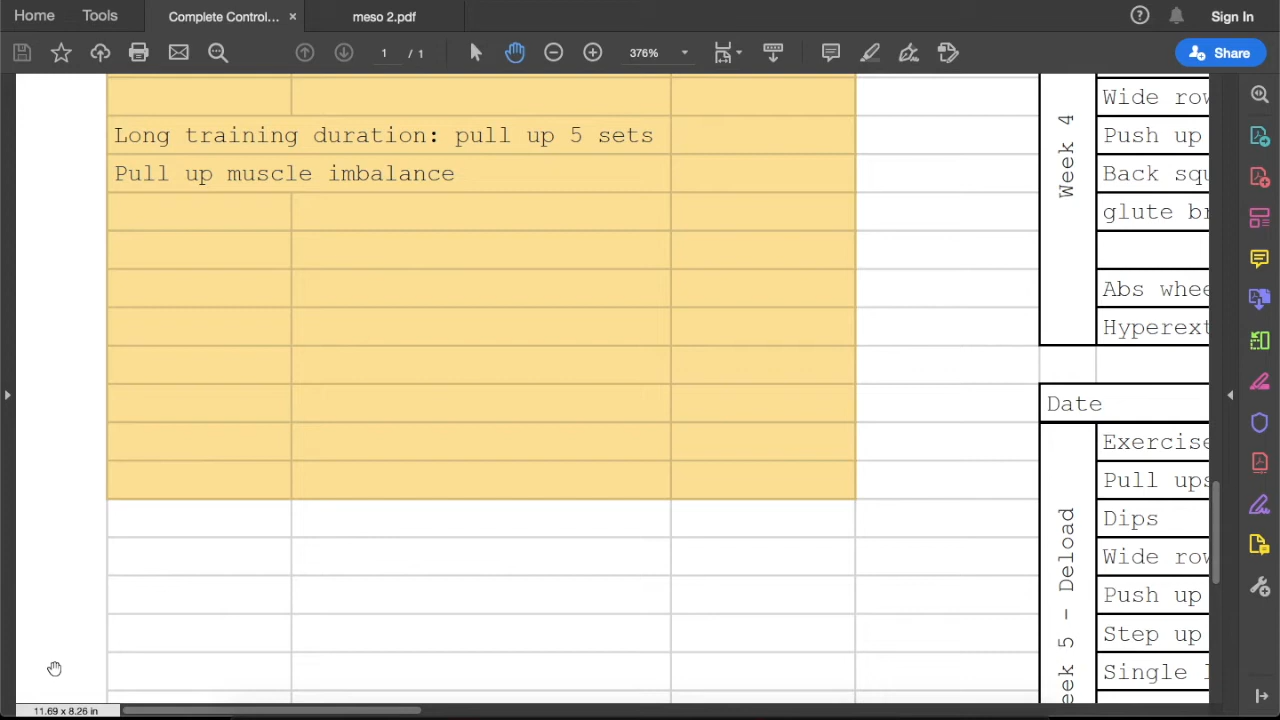 Home
Tools
Complete Control...
meso 2.pdf
Sign In
1 / 1
376%
Share
Long training duration: pull up 5 sets
Pull up muscle imbalance
Week 4
Wide row
Push up
Back squ
glute br
Abs whee
Hyperext
Date
eek 5 - Deload
Exercise
Pull ups
Dips
Wide row
Push up
Step up
Single l
11.69 x 8.26 in